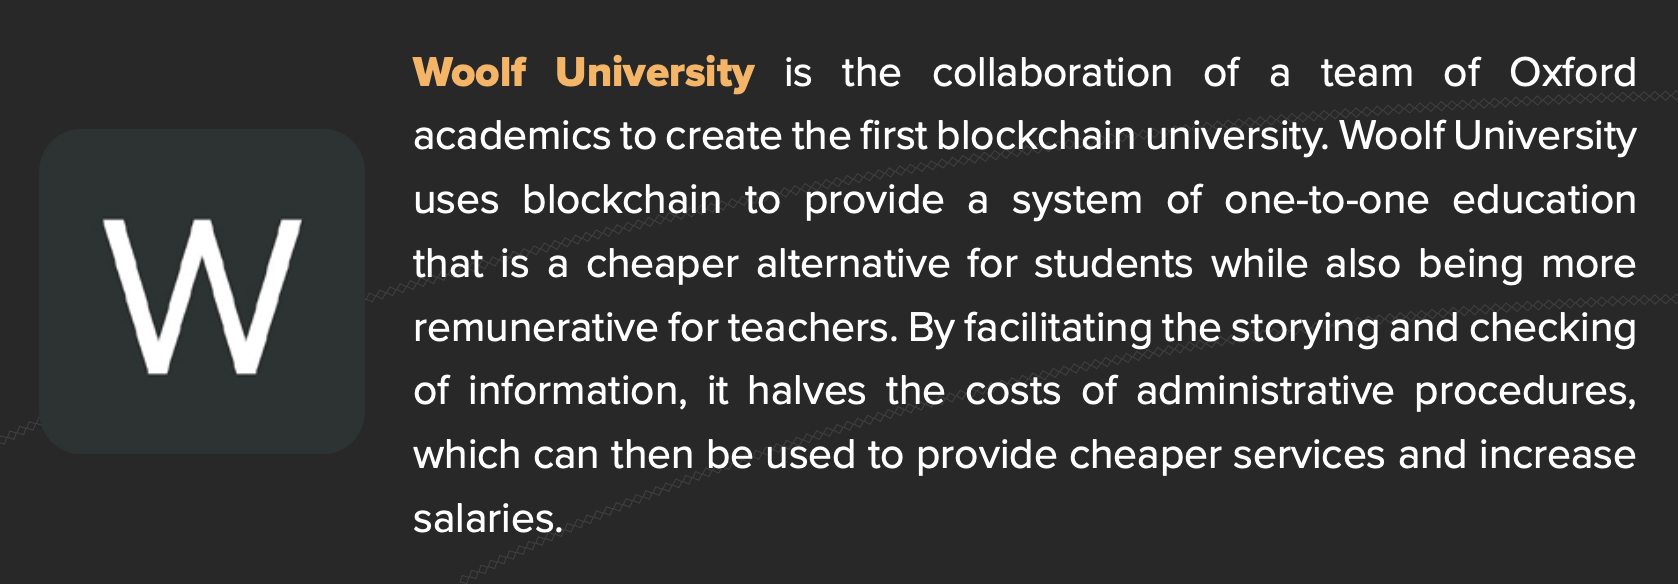 W
Woolf University is the collaboration of a team of Oxford
academics to create the first blockchain university. Woolf University
uses blockchain to provide a system of one-to-one education
that is a cheaper alternative for students while also being more
remunerative for teachers. By facilitating the storying and checking
of information, it halves the costs of administrative procedures,
which can then be used to provide cheaper services and increase
salaries.